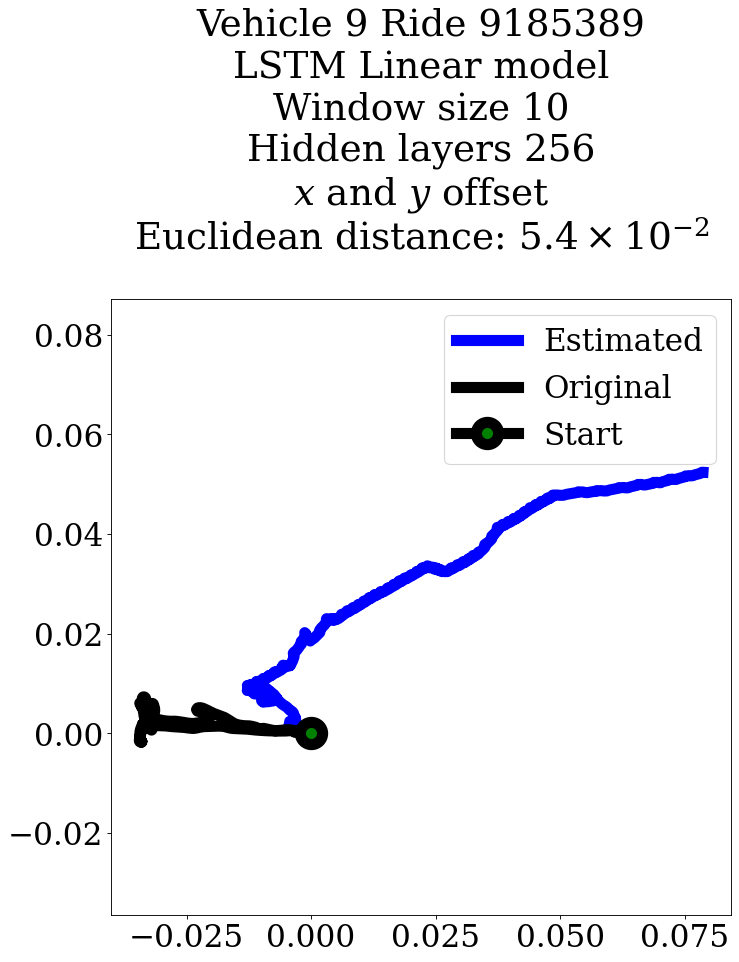 Vehicle 9 Ride 9185389
LSTM Linear model
Window size 10
Hidden layers 256
x and y offset
Euclidean distance: 5.4 × 10⁻²
Estimated
Original
Start
0.08
0.06
0.04
0.02
0.00
−0.02
−0.025 0.000 0.025 0.050 0.075